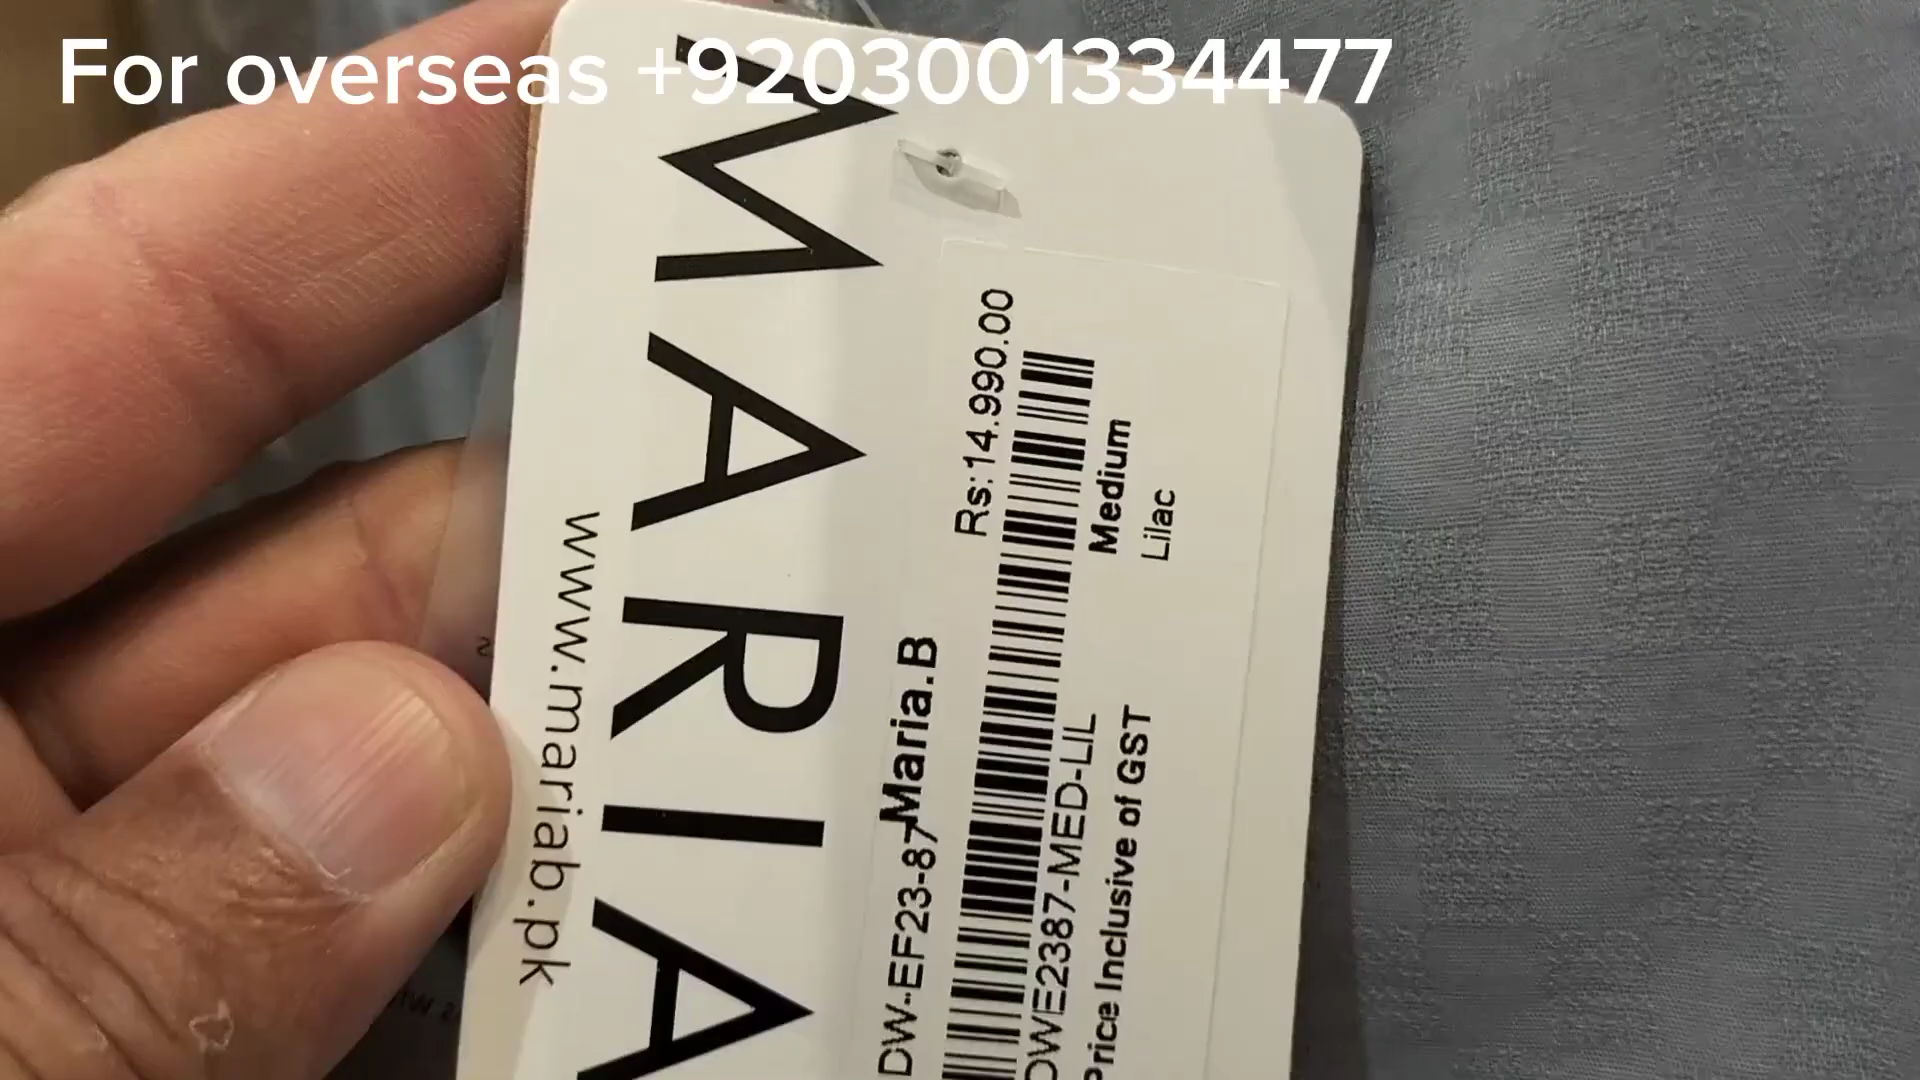 For overseas +9203001334477
MARIA
www.mariab.pk
Maria.B
DW-EF23-87
Rs:14.990.00
DWE2387-MED-LIL
Medium
Price Inclusive of GST
Lilac